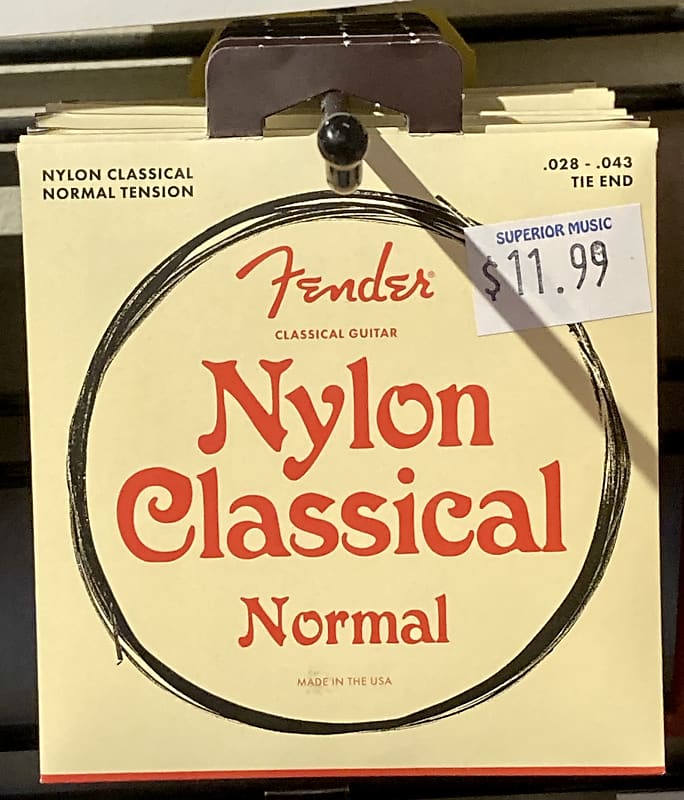 NYLON CLASSICAL
NORMAL TENSION
.028 - .043
TIE END
SUPERIOR MUSIC
$11.99
Fender®
CLASSICAL GUITAR
Nylon
Classical
Normal
MADE IN THE USA